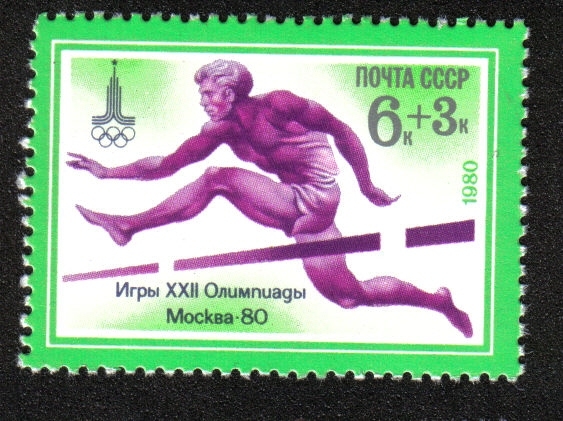 ПОЧТА СССР
6к+3к
1980
Игры XXII Олимпиады
Москва·80